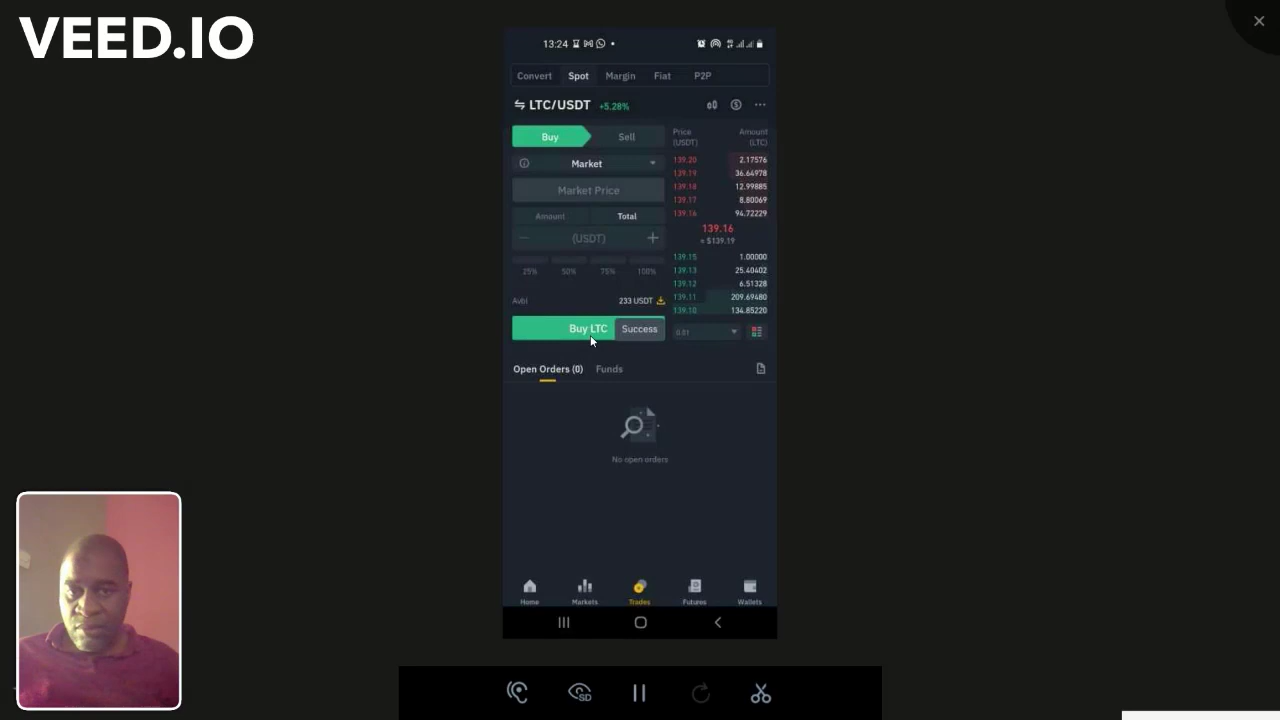 VEED.IO
13:24
Convert Spot Margin Fiat P2P
LTC/USDT +5.28%
Buy Sell
Market
Market Price
Amount Total
(USDT)
25% 50% 75% 100%
Avbl 233 USDT
Buy LTC Success
Price (USDT) Amount (LTC)
139.20 2.17576
139.19 36.64978
139.18 12.99885
139.17 8.80069
139.16 94.72229
139.16
≈ $139.19
139.15 1.00000
139.13 25.40402
139.12 6.51328
139.11 209.69480
139.10 134.85220
0.01
Open Orders (0) Funds
No open orders
Home Markets Trades Futures Wallets
SD